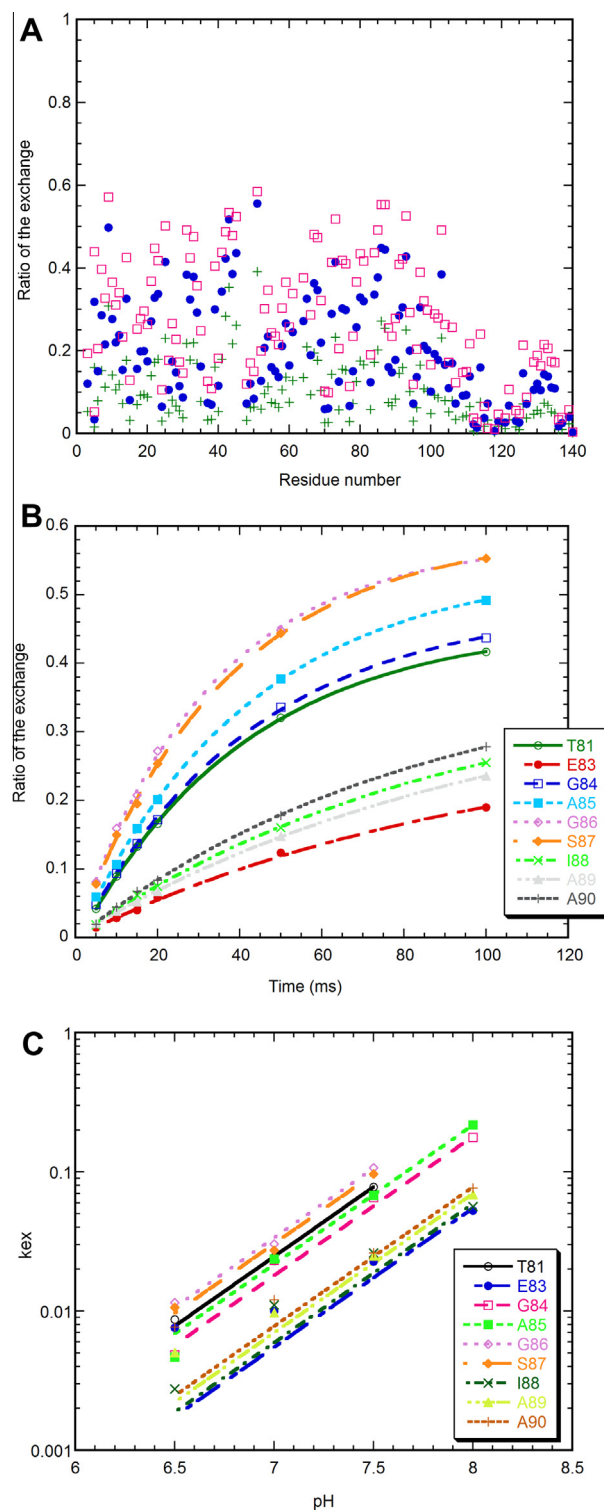 A
Ratio of the exchange
1
0.8
0.6
0.4
0.2
0
0 20 40 60 80 100 120 140
Residue number
B
Ratio of the exchange
0.6
0.5
0.4
0.3
0.2
0.1
0
0 20 40 60 80 100 120
Time (ms)
T81
E83
G84
A85
G86
S87
I88
A89
A90
C
kex
1
0.1
0.01
0.001
6 6.5 7 7.5 8 8.5
pH
T81
E83
G84
A85
G86
S87
I88
A89
A90